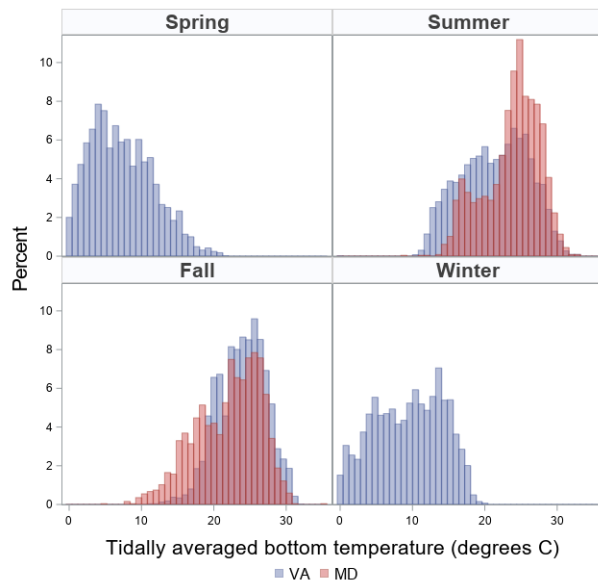 Spring
Summer
Percent
10
8
6
4
2
0
Fall
Winter
10
8
6
4
2
0
0
10
20
30
0
10
20
30
Tidally averaged bottom temperature (degrees C)
VA MD